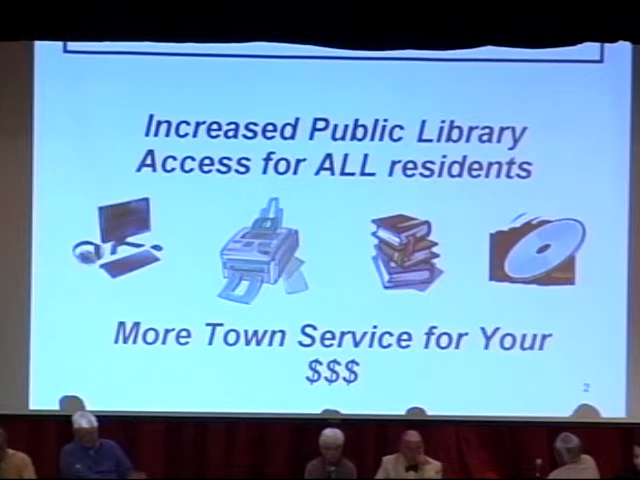 Increased Public Library
Access for ALL residents
More Town Service for Your
$$$
2